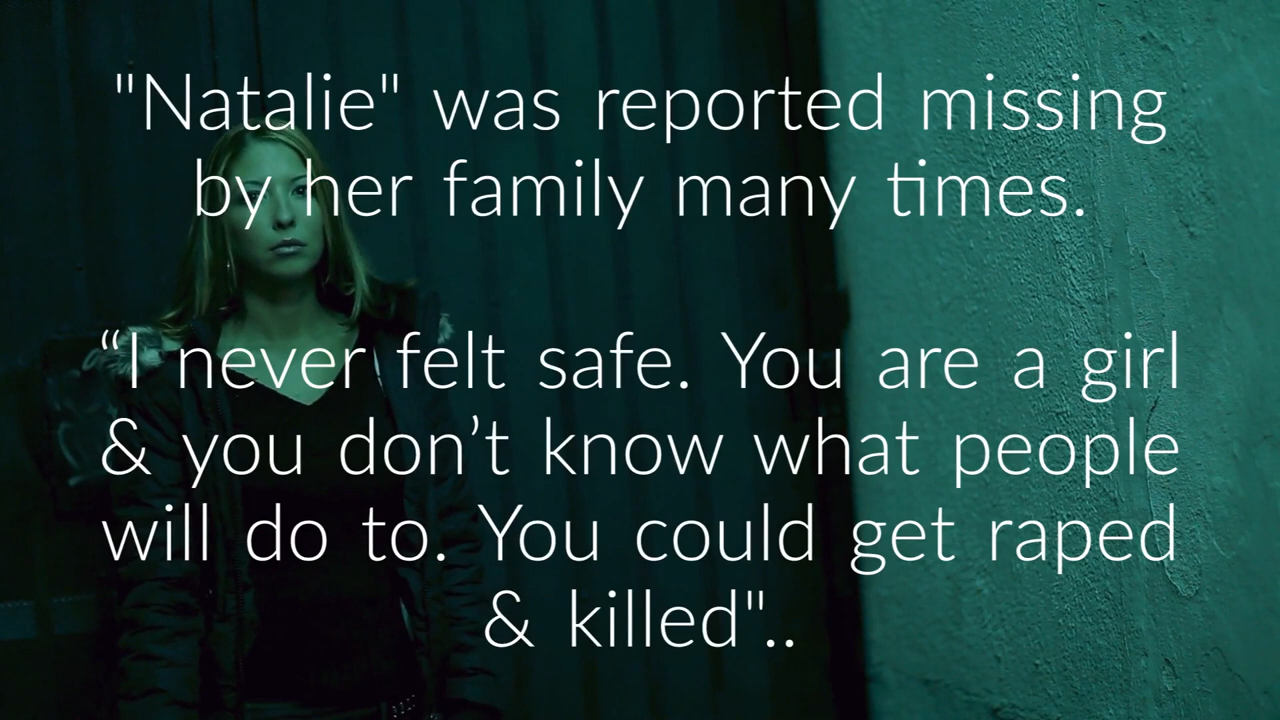 "Natalie" was reported missing
by her family many times.
“I never felt safe. You are a girl
& you don’t know what people
will do to. You could get raped
& killed"..